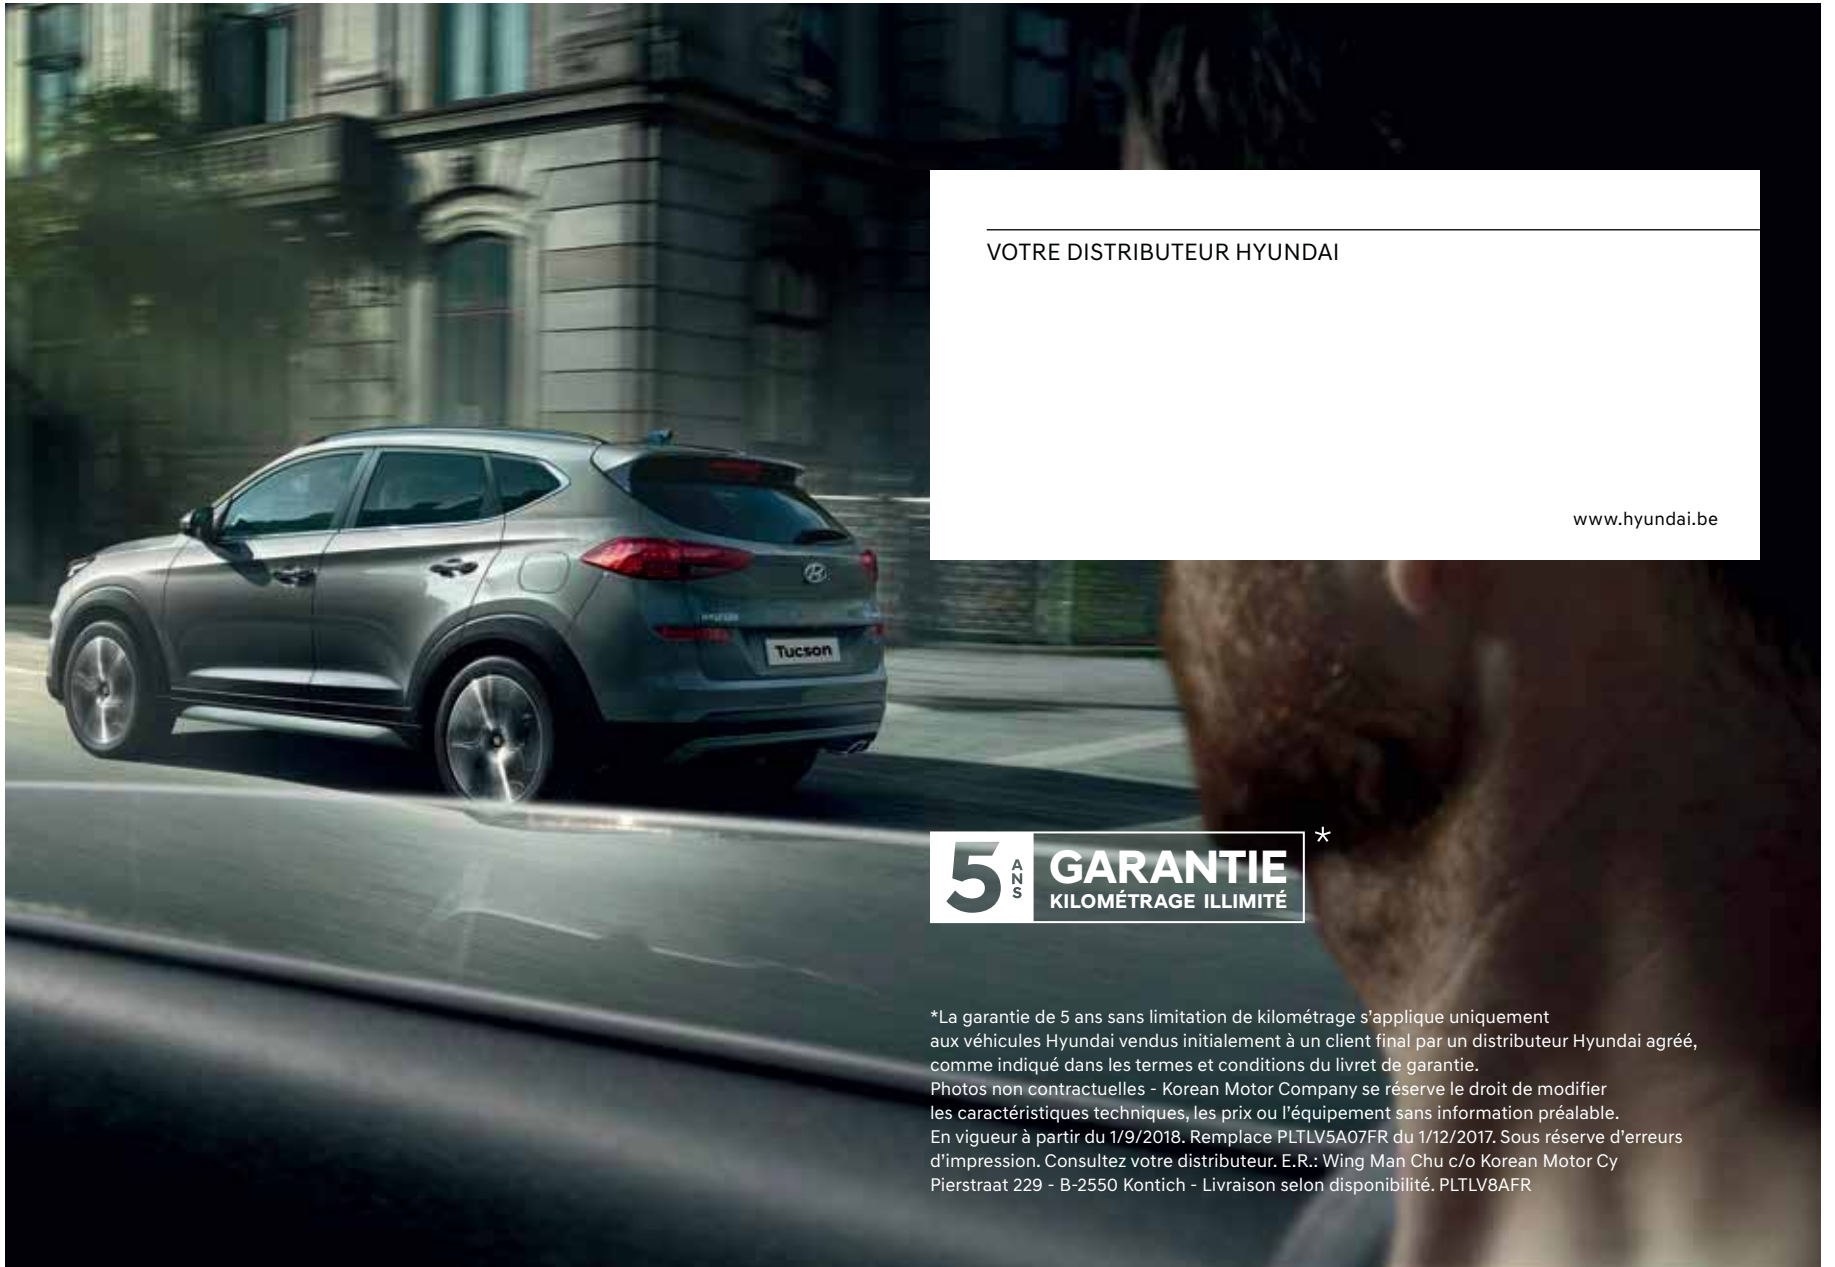 VOTRE DISTRIBUTEUR HYUNDAI
www.hyundai.be
HYUNDAI
Tucson
5 ANS
GARANTIE
KILOMÉTRAGE ILLIMITÉ
*
*La garantie de 5 ans sans limitation de kilométrage s’applique uniquement
aux véhicules Hyundai vendus initialement à un client final par un distributeur Hyundai agréé,
comme indiqué dans les termes et conditions du livret de garantie.
Photos non contractuelles - Korean Motor Company se réserve le droit de modifier
les caractéristiques techniques, les prix ou l’équipement sans information préalable.
En vigueur à partir du 1/9/2018. Remplace PLTLV5A07FR du 1/12/2017. Sous réserve d’erreurs
d’impression. Consultez votre distributeur. E.R.: Wing Man Chu c/o Korean Motor Cy
Pierstraat 229 - B-2550 Kontich - Livraison selon disponibilité. PLTLV8AFR